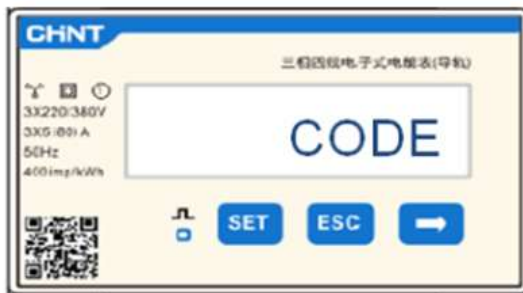 CHNT
三相四线电子式电能表(导轨)
3X220/380V
3X5(80)A
50Hz
400imp/kWh
CODE
SET
ESC